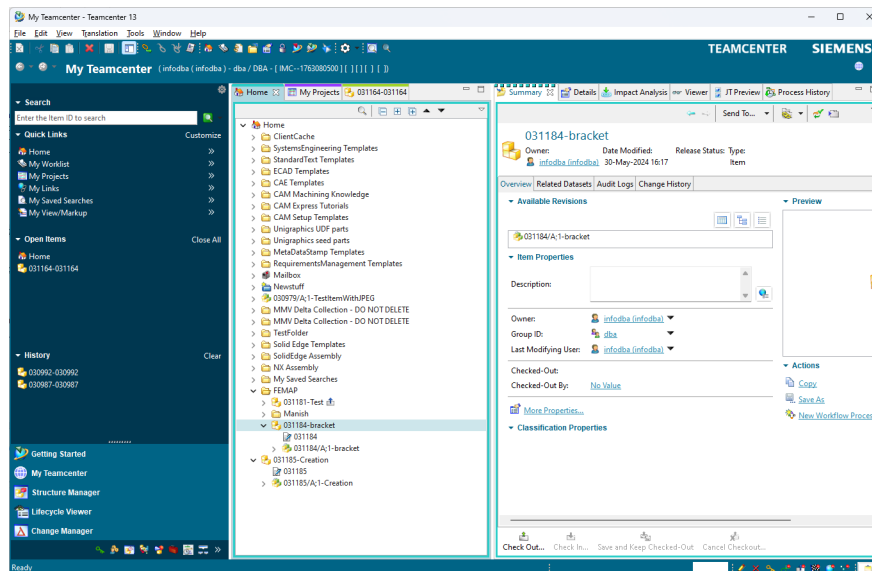 My Teamcenter - Teamcenter 13
File Edit View Translation Tools Window Help
TEAMCENTER SIEMENS
My Teamcenter ( infodba ( infodba ) - dba / DBA - [ IMC--1763080500 ] [ ] [ ] [ ] [ ] )
Search
Enter the Item ID to search
Quick Links Customize
Home
My Worklist
My Projects
My Links
My Saved Searches
My View/Markup
Open Items Close All
Home
031164-031164
History Clear
030992-030992
030987-030987
Getting Started
My Teamcenter
Structure Manager
Lifecycle Viewer
Change Manager
Ready
Home My Projects 031164-031164
Home
ClientCache
SystemsEngineering Templates
StandardText Templates
ECAD Templates
CAE Templates
CAM Machining Knowledge
CAM Express Tutorials
CAM Setup Templates
Unigraphics UDF parts
Unigraphics seed parts
MetaDataStamp Templates
RequirementsManagement Templates
Mailbox
Newstuff
030979/A;1-TestItemWithJPEG
MMV Delta Collection - DO NOT DELETE
MMV Delta Collection - DO NOT DELETE
TestFolder
Solid Edge Templates
SolidEdge Assembly
NX Assembly
My Saved Searches
FEMAP
031181-Test
Manish
031184-bracket
031184
031184/A;1-bracket
031185-Creation
031185
031185/A;1-Creation
Summary Details Impact Analysis Viewer JT Preview Process History
Send To...
031184-bracket
Owner: Date Modified: Release Status: Type:
infodba (infodba) 30-May-2024 16:17 Item
Overview Related Datasets Audit Logs Change History
Available Revisions
031184/A;1-bracket
Item Properties
Description:
Owner: infodba (infodba)
Group ID: dba
Last Modifying User: infodba (infodba)
Checked-Out:
Checked-Out By: No Value
More Properties...
Classification Properties
Preview
Actions
Copy
Save As
New Workflow Proces
Check Out... Check In... Save and Keep Checked-Out Cancel Checkout...